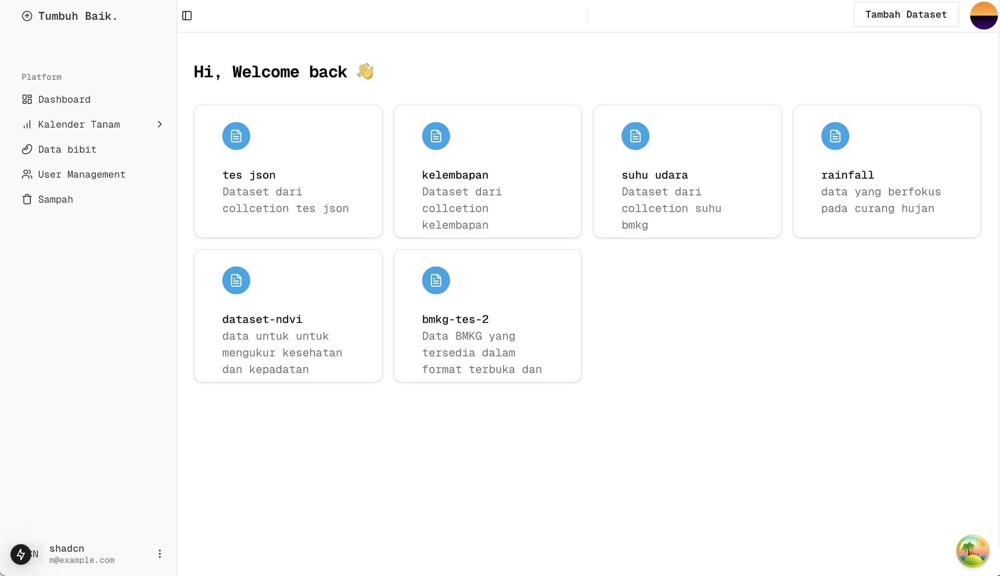 Tumbuh Baik.
Tambah Dataset
Platform
Dashboard
Kalender Tanam
Data bibit
User Management
Sampah
Hi, Welcome back 👋
tes json
Dataset dari
collcetion tes json
kelembapan
Dataset dari
collcetion
kelembapan
suhu udara
Dataset dari
collcetion suhu
bmkg
rainfall
data yang berfokus
pada curang hujan
dataset-ndvi
data untuk untuk
mengukur kesehatan
dan kepadatan
bmkg-tes-2
Data BMKG yang
tersedia dalam
format terbuka dan
shadcn
m@example.com